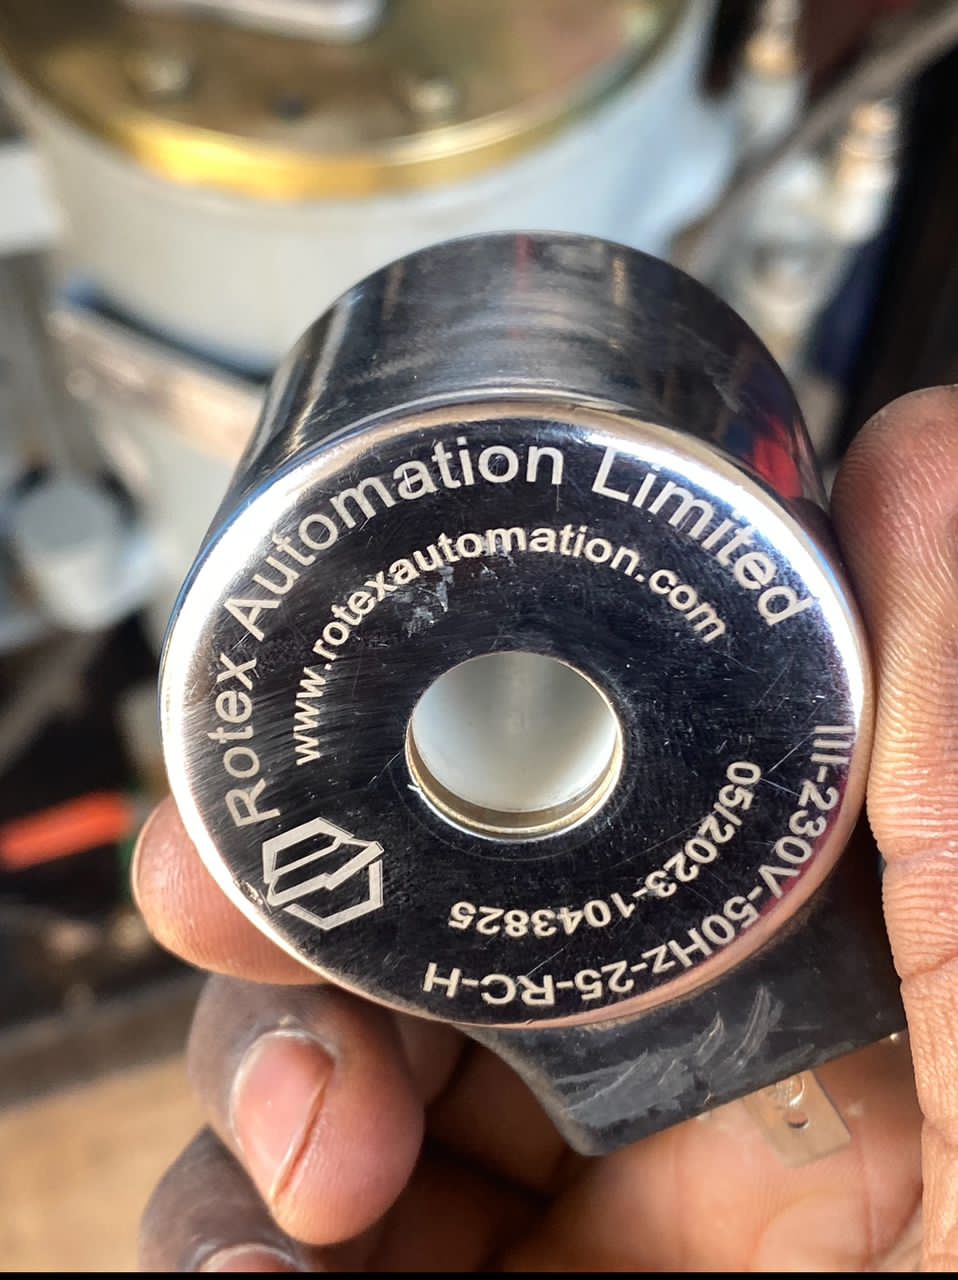 Rotex Automation Limited
www.rotexautomation.com
III-230V-50Hz-25-RC-H
05/2023-1043825